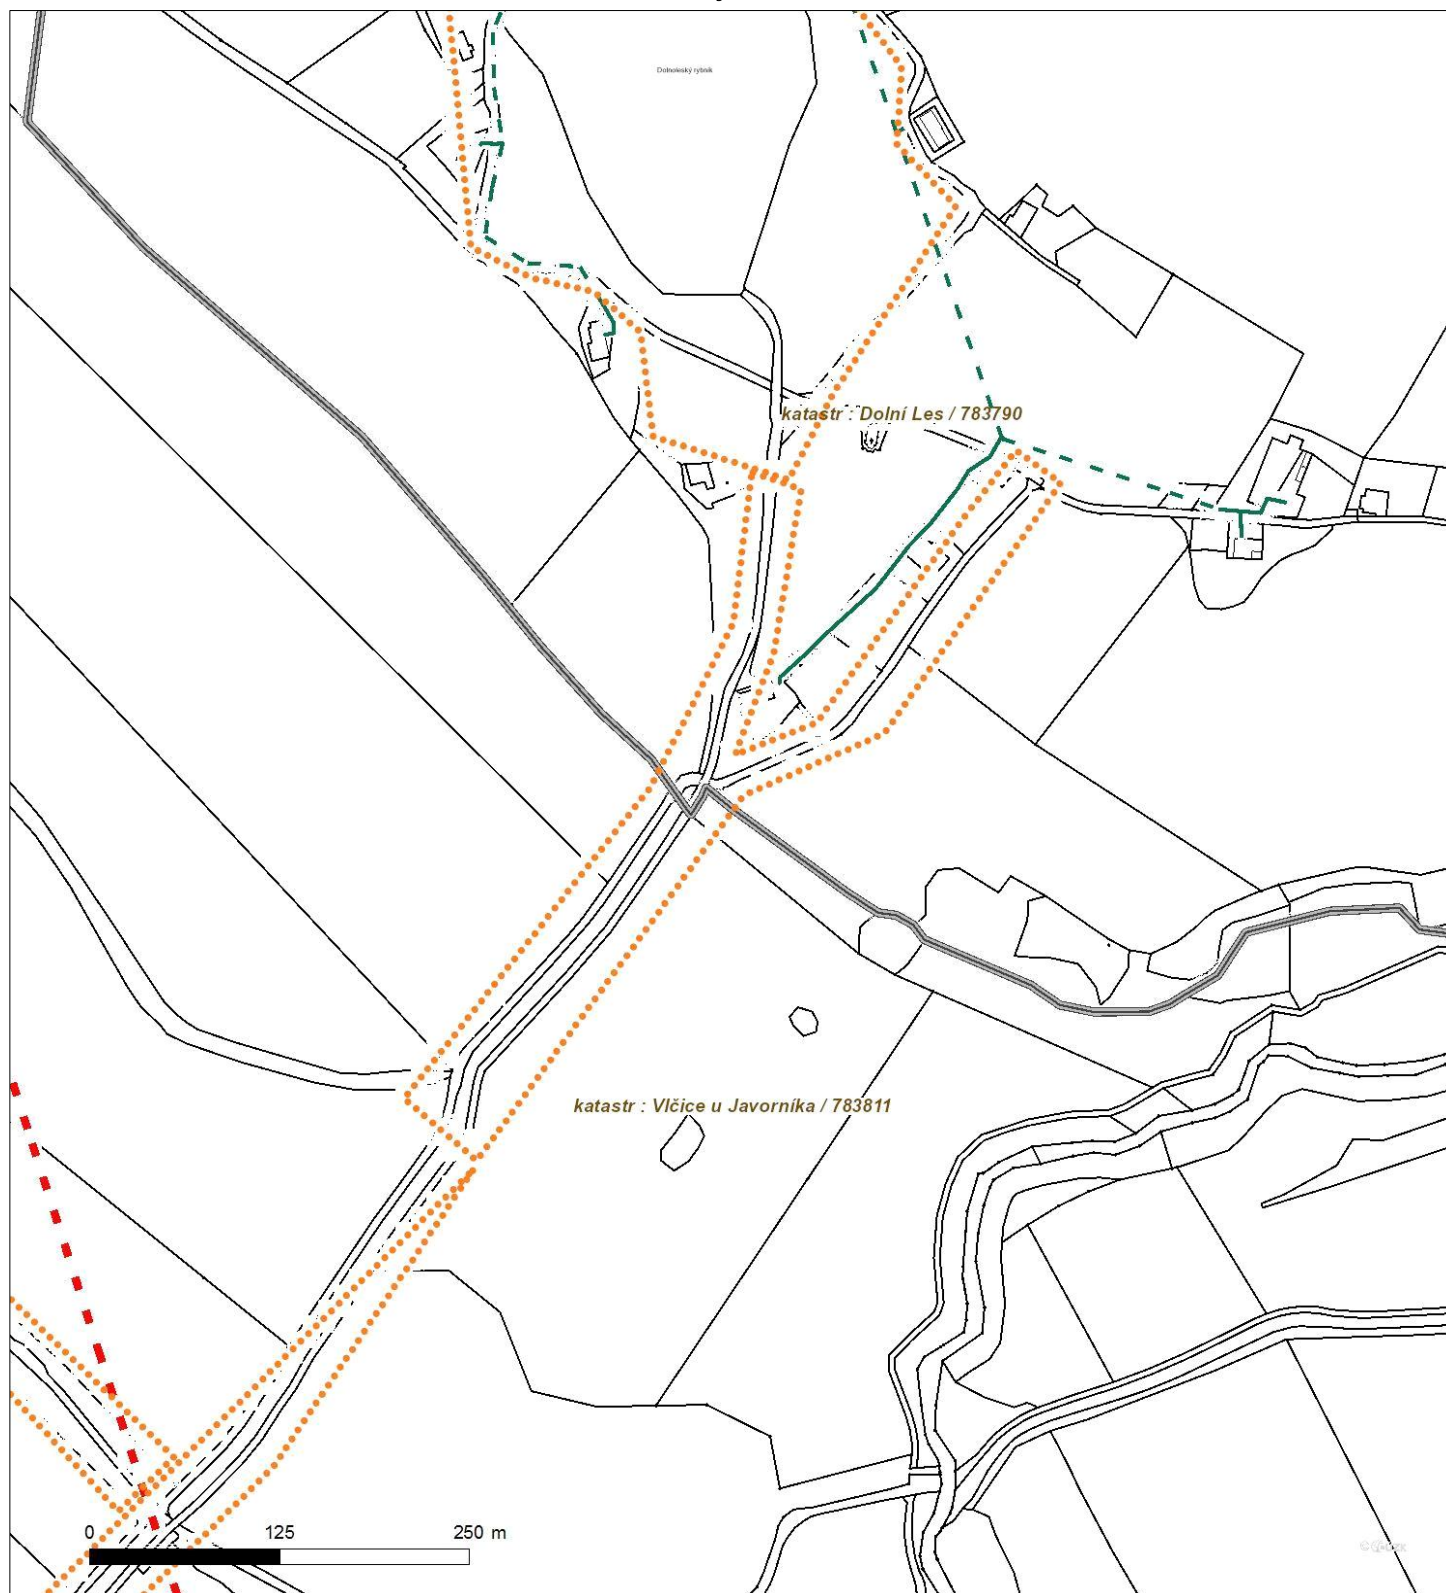 Dolnoleský rybník
katastr : Dolní Les / 783790
katastr : Vlčice u Javorníka / 783811
0 125 250 m